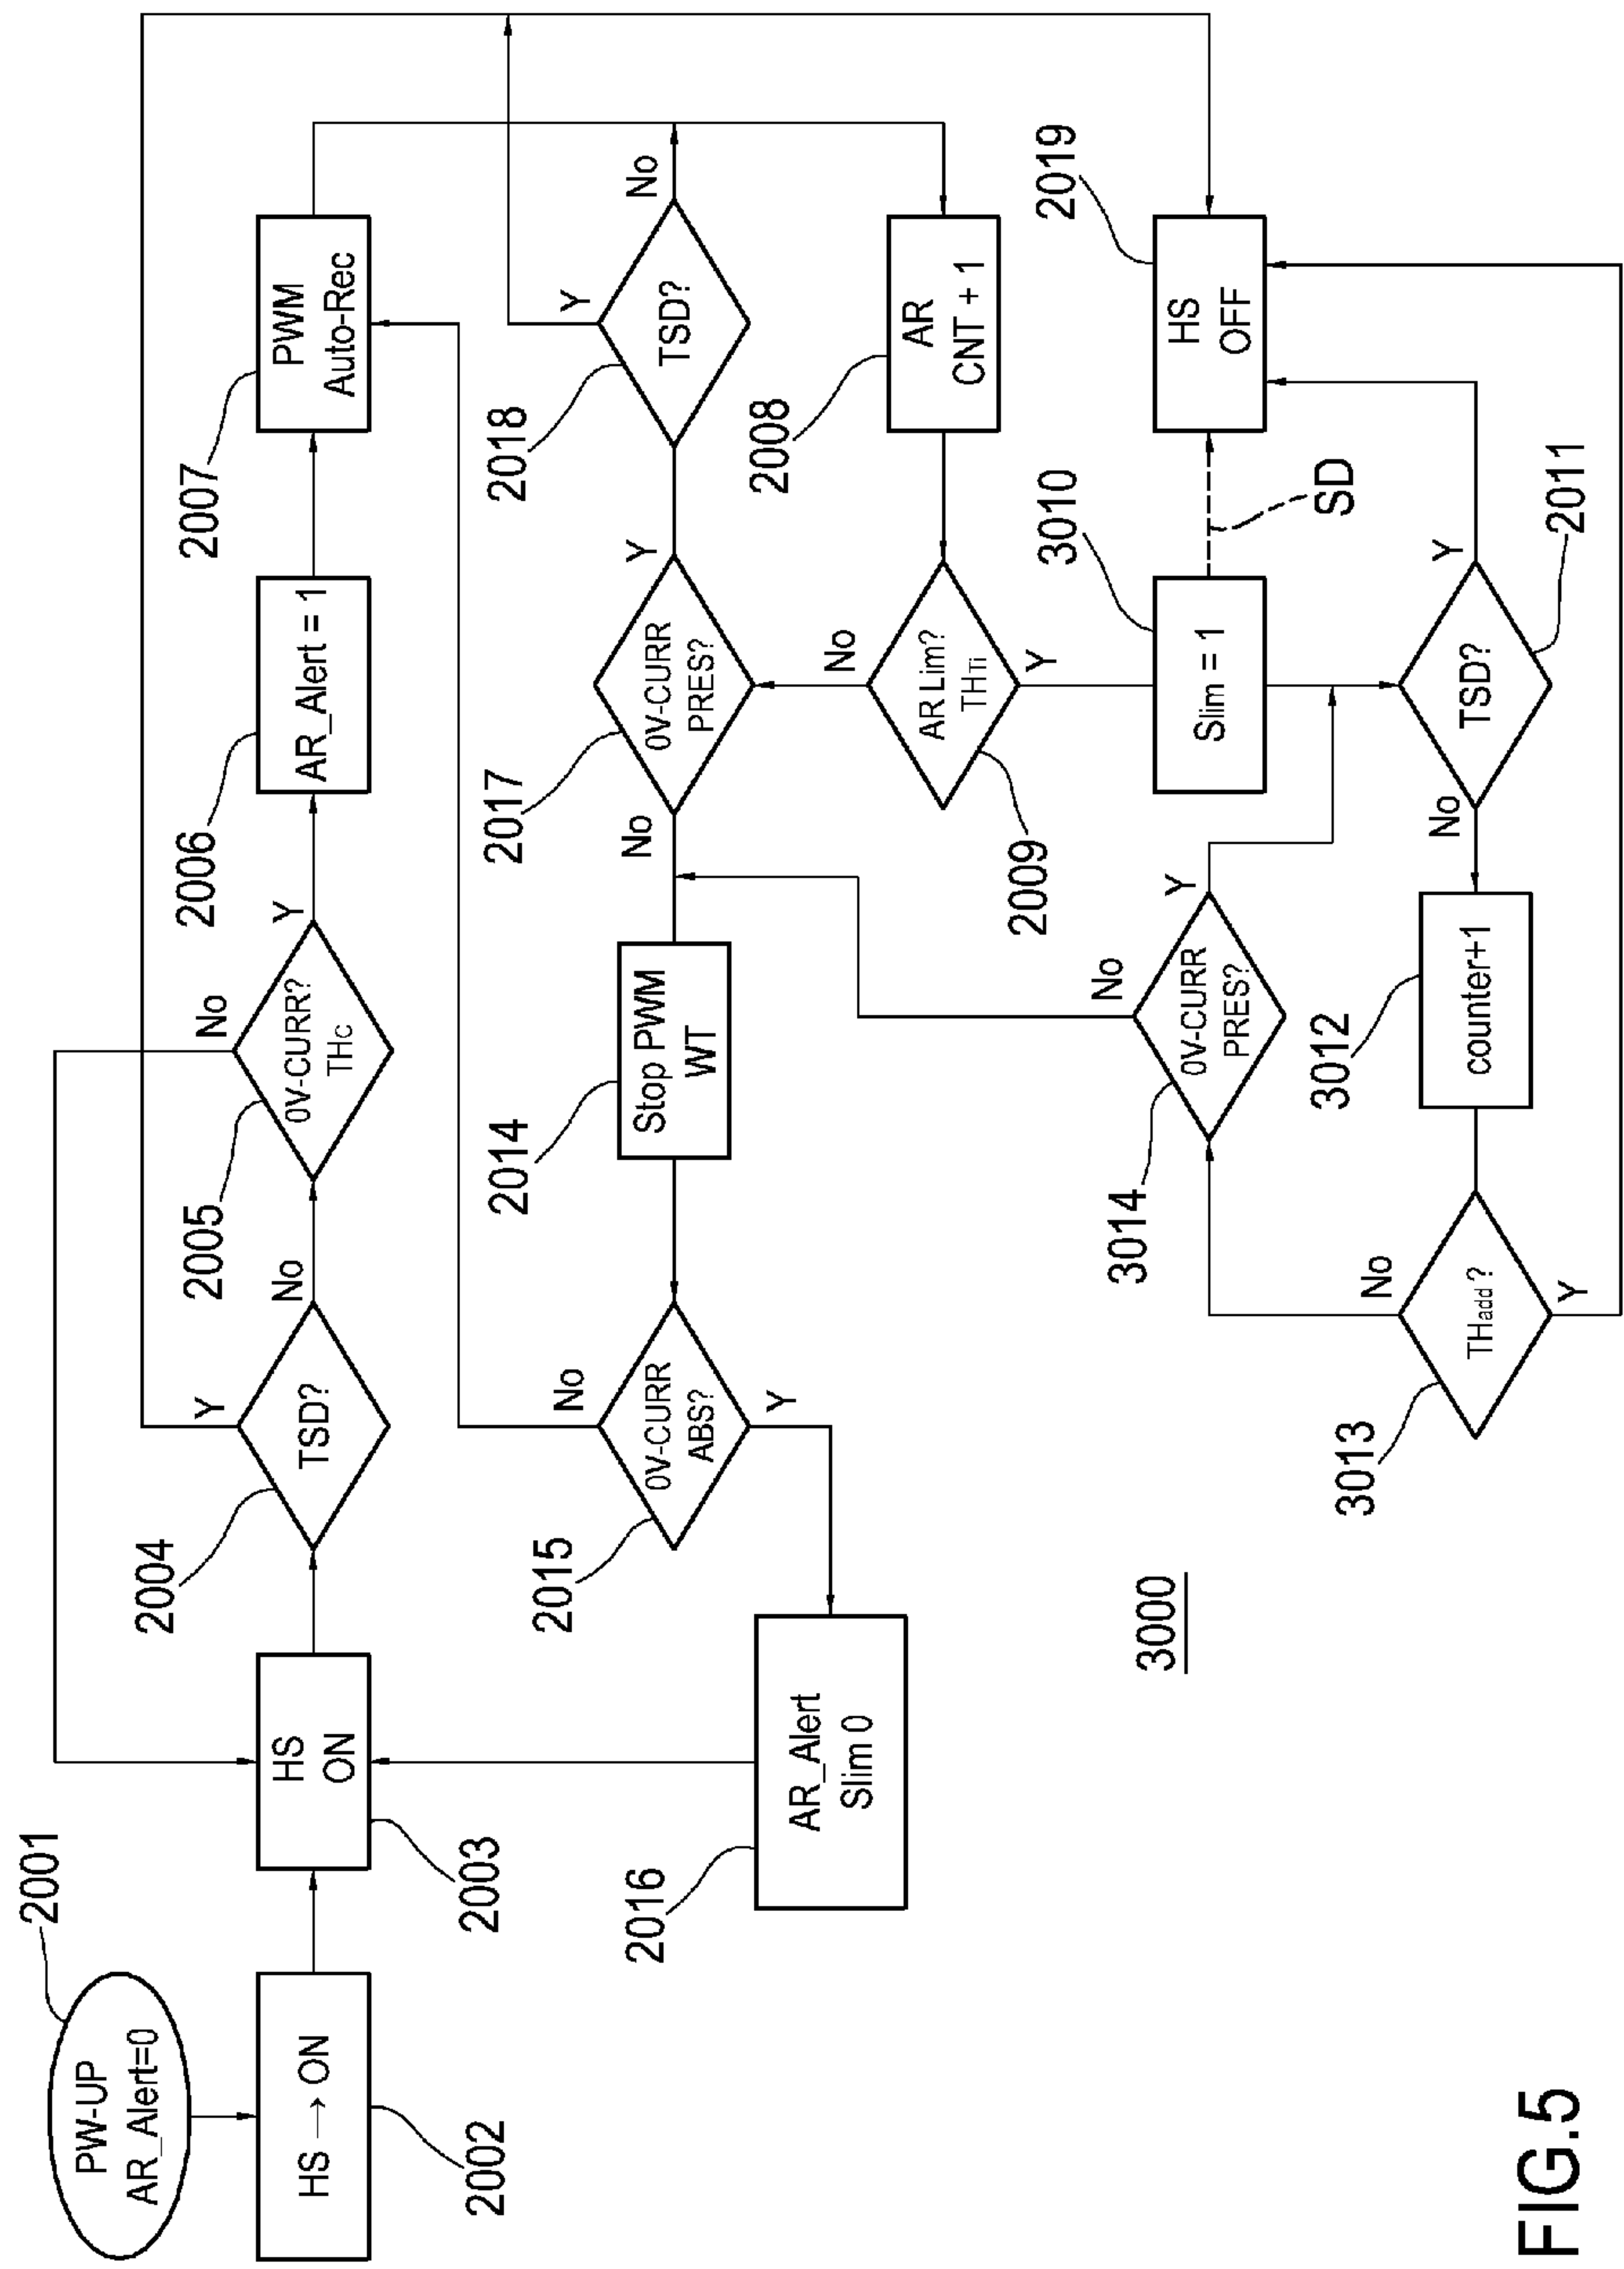 2001
PW-UP
AR_Alert=0
HS → ON
2002
HS
ON
2003
2004
TSD?
Y
No
2005
0V-CURR?
THC
No
Y
2006
AR_Alert = 1
2007
PWM
Auto-Rec
2016
AR_Alert
Slim 0
2015
0V-CURR
ABS?
No
Y
2014
Stop PWM
WT
2017
0V-CURR
PRES?
No
Y
2018
TSD?
Y
No
2008
AR
CNT + 1
2009
AR Lim?
THTi
No
Y
3010
Slim = 1
SD
2019
HS
OFF
2011
TSD?
No
Y
3012
counter+1
3013
THadd ?
No
Y
3014
0V-CURR
PRES?
No
Y
3000
FIG.5